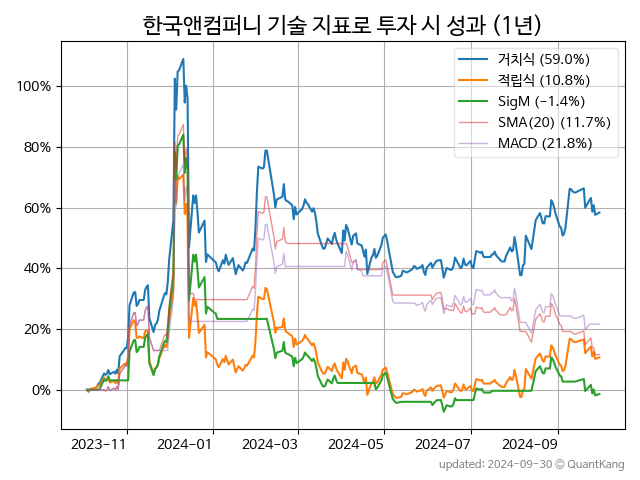 한국앤컴퍼니 기술 지표로 투자 시 성과 (1년)
거치식 (59.0%)
적립식 (10.8%)
SigM (−1.4%)
SMA(20) (11.7%)
MACD (21.8%)
100%
80%
60%
40%
20%
0%
2023-11 2024-01 2024-03 2024-05 2024-07 2024-09
updated: 2024-09-30 © QuantKang